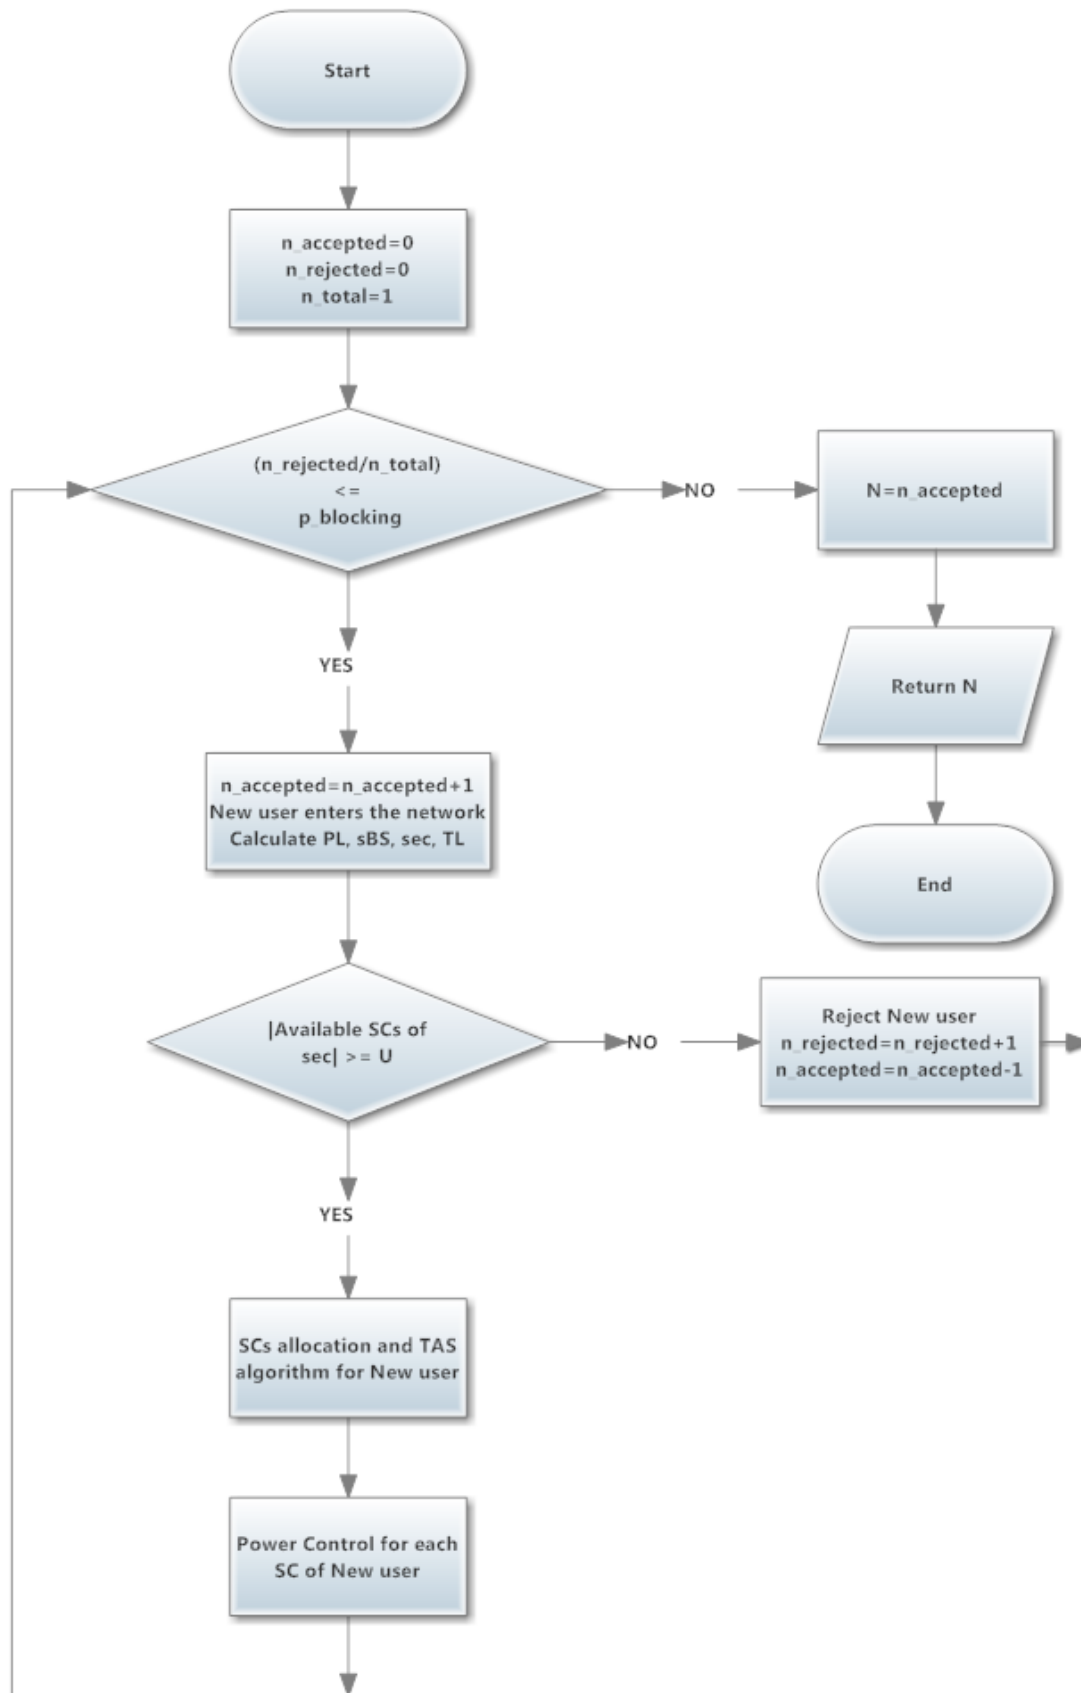 Start
n_accepted=0
n_rejected=0
n_total=1
(n_rejected/n_total)
<=
p_blocking
NO
N=n_accepted
Return N
End
YES
n_accepted=n_accepted+1
New user enters the network
Calculate PL, sBS, sec, TL
|Available SCs of
sec| >= U
NO
Reject New user
n_rejected=n_rejected+1
n_accepted=n_accepted-1
YES
SCs allocation and TAS
algorithm for New user
Power Control for each
SC of New user